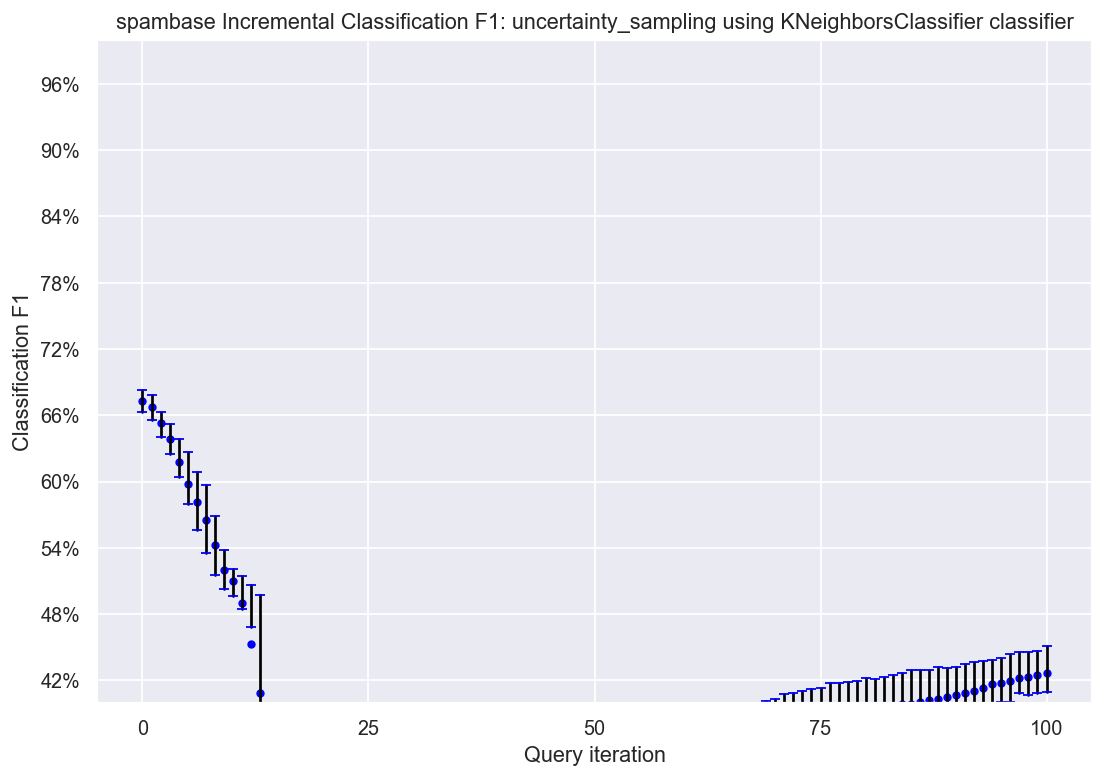 spambase Incremental Classification F1: uncertainty_sampling using KNeighborsClassifier classifier
96%
90%
84%
78%
72%
66%
60%
54%
48%
42%
Classification F1
0 25 50 75 100
Query iteration